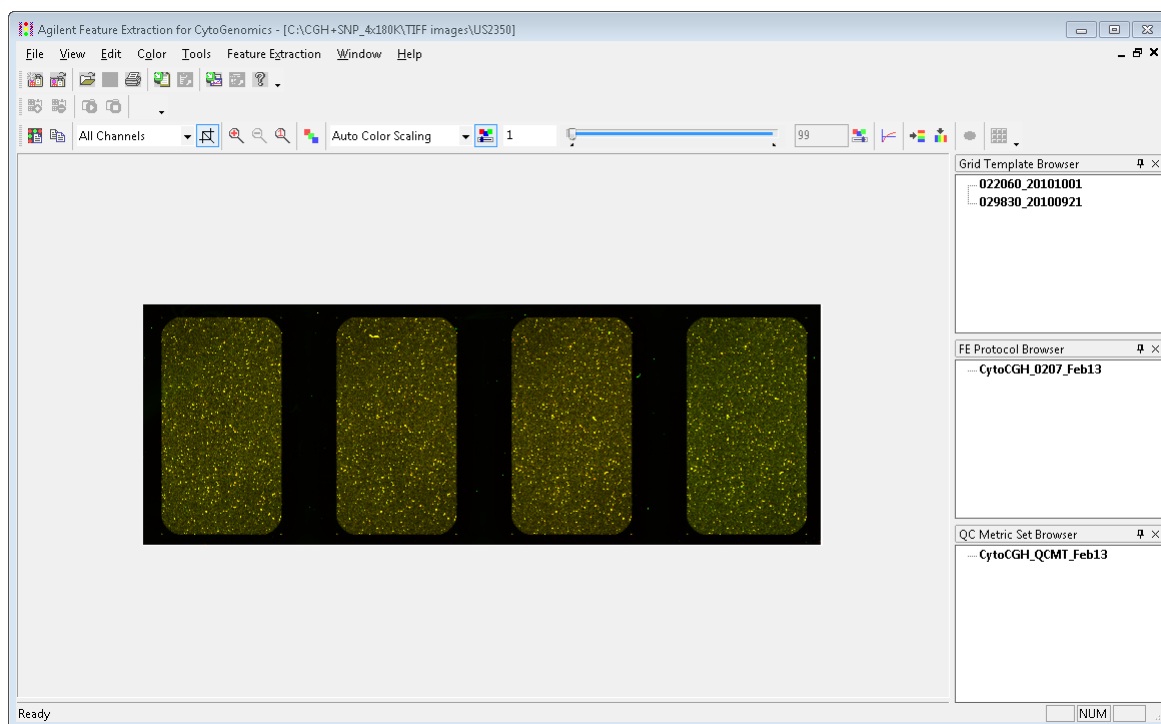 Agilent Feature Extraction for CytoGenomics - [C:\CGH+SNP_4x180K\TIFF images\US2350]
File View Edit Color Tools Feature Extraction Window Help
All Channels Auto Color Scaling 1 99
Grid Template Browser
022060_20101001
029830_20100921
FE Protocol Browser
CytoCGH_0207_Feb13
QC Metric Set Browser
CytoCGH_QCMT_Feb13
Ready NUM